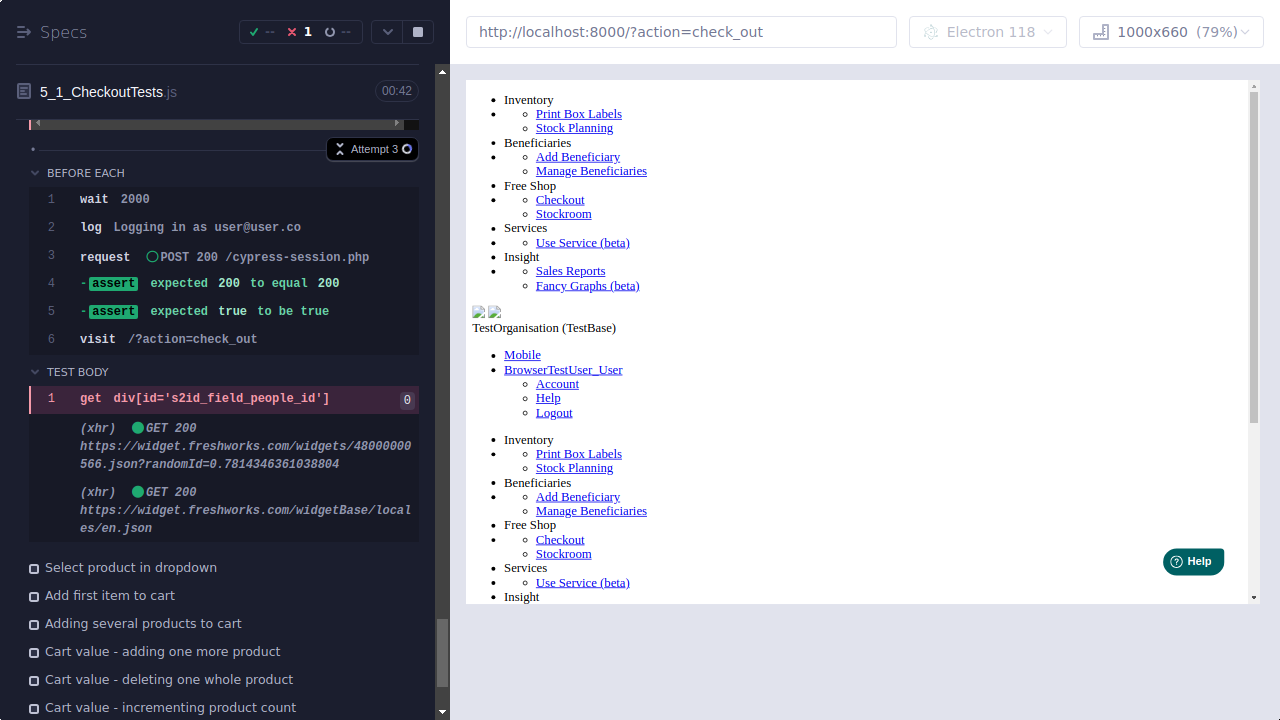 Specs
-- 1 --
5_1_CheckoutTests.js
00:42
Attempt 3
BEFORE EACH
1 wait 2000
2 log Logging in as user@user.co
3 request POST 200 /cypress-session.php
4 -assert expected 200 to equal 200
5 -assert expected true to be true
6 visit /?action=check_out
TEST BODY
1 get div[id='s2id_field_people_id'] 0
(xhr) GET 200
https://widget.freshworks.com/widgets/48000000
566.json?randomId=0.7814346361038804
(xhr) GET 200
https://widget.freshworks.com/widgetBase/local
es/en.json
Select product in dropdown
Add first item to cart
Adding several products to cart
Cart value - adding one more product
Cart value - deleting one whole product
Cart value - incrementing product count
http://localhost:8000/?action=check_out
Electron 118
1000x660 (79%)
Inventory
Print Box Labels
Stock Planning
Beneficiaries
Add Beneficiary
Manage Beneficiaries
Free Shop
Checkout
Stockroom
Services
Use Service (beta)
Insight
Sales Reports
Fancy Graphs (beta)
TestOrganisation (TestBase)
Mobile
BrowserTestUser_User
Account
Help
Logout
Inventory
Print Box Labels
Stock Planning
Beneficiaries
Add Beneficiary
Manage Beneficiaries
Free Shop
Checkout
Stockroom
Services
Use Service (beta)
Insight
Help